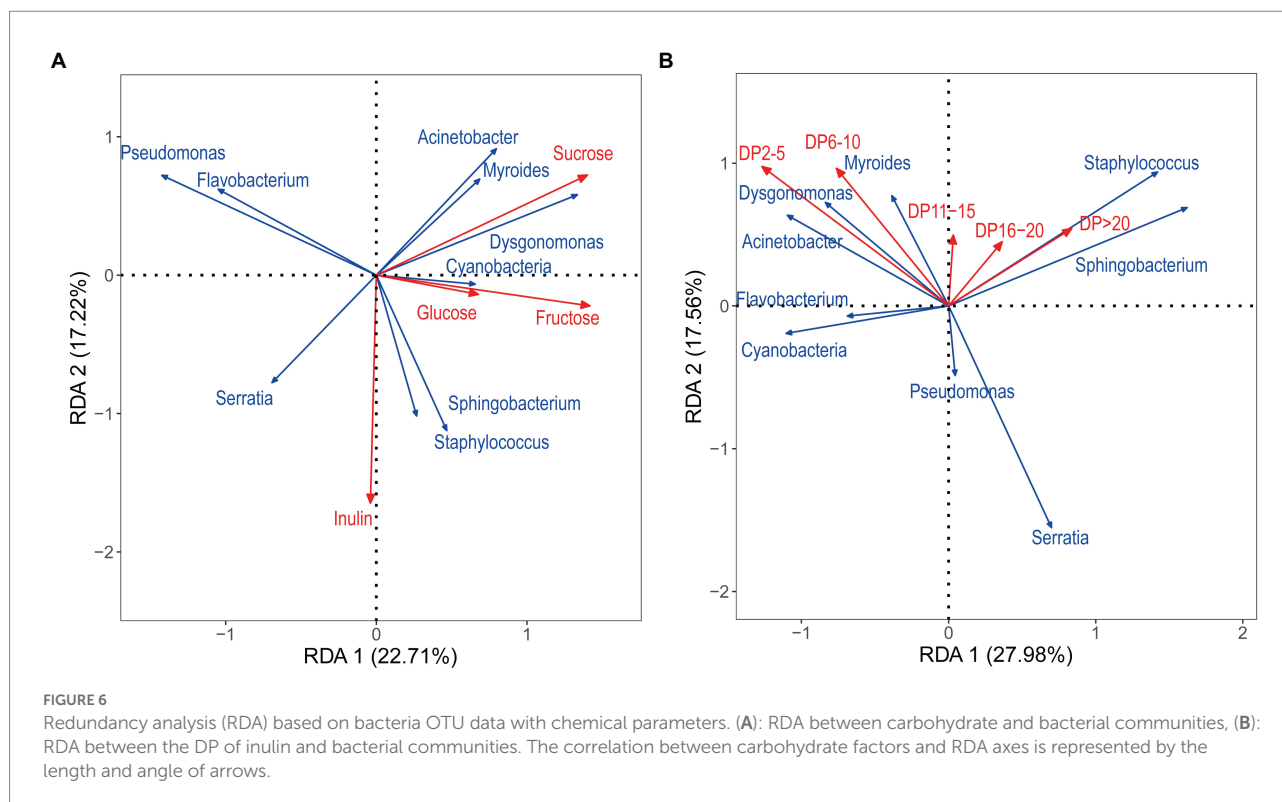 A
B
1
0
−1
−2
−1
0
1
RDA 2 (17.22%)
RDA 1 (22.71%)
Pseudomonas
Flavobacterium
Acinetobacter
Myroides
Sucrose
Dysgonomonas
Cyanobacteria
Glucose
Fructose
Serratia
Sphingobacterium
Staphylococcus
Inulin
1
0
−1
−2
−1
0
1
2
RDA 2 (17.56%)
RDA 1 (27.98%)
DP2-5
DP6-10
Myroides
Staphylococcus
Dysgonomonas
DP11−15
DP16−20
DP>20
Acinetobacter
Sphingobacterium
Flavobacterium
Cyanobacteria
Pseudomonas
Serratia
FIGURE 6
Redundancy analysis (RDA) based on bacteria OTU data with chemical parameters. (A): RDA between carbohydrate and bacterial communities, (B):
RDA between the DP of inulin and bacterial communities. The correlation between carbohydrate factors and RDA axes is represented by the
length and angle of arrows.